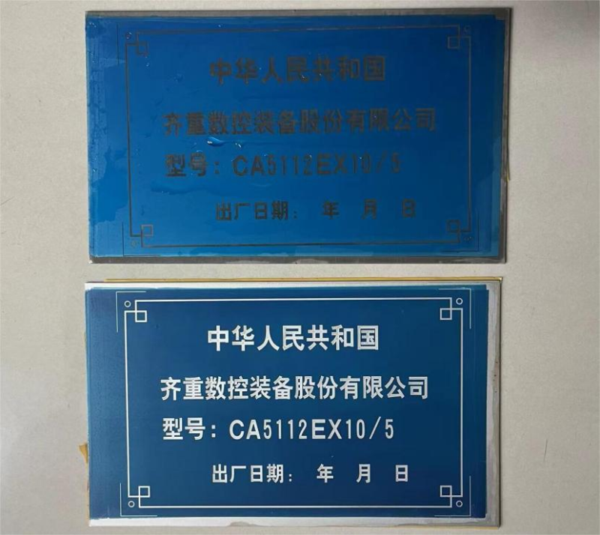 中华人民共和国
齐重数控装备股份有限公司
型号：CA5112EX10/5
出厂日期： 年 月 日
中华人民共和国
齐重数控装备股份有限公司
型号：CA5112EX10/5
出厂日期： 年 月 日